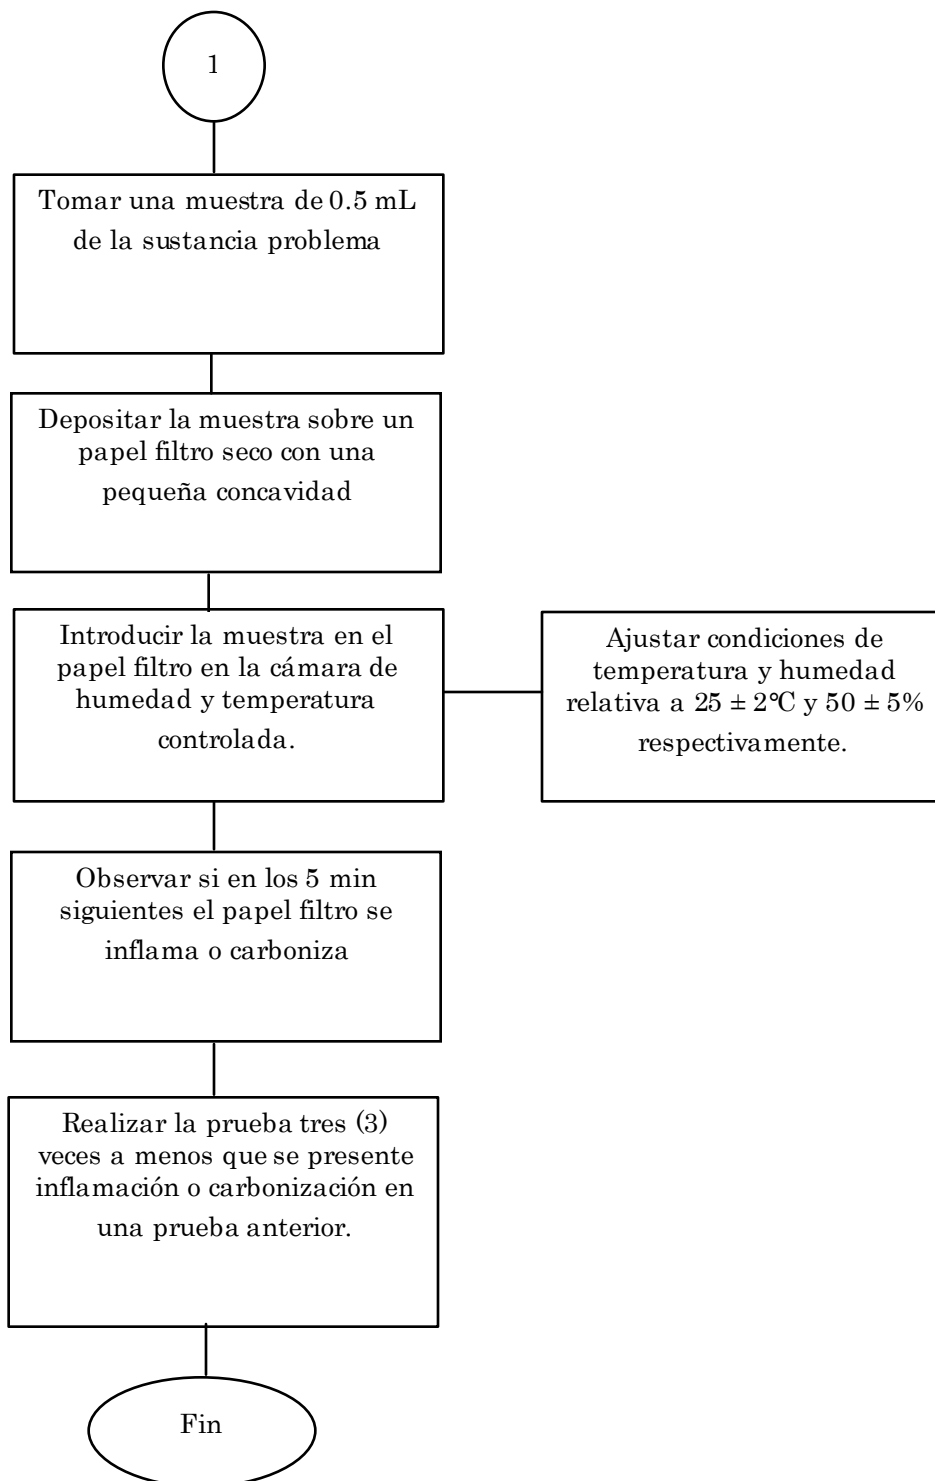 1
Tomar una muestra de 0.5 mL
de la sustancia problema
Depositar la muestra sobre un
papel filtro seco con una
pequeña concavidad
Introducir la muestra en el
papel filtro en la cámara de
humedad y temperatura
controlada.
Ajustar condiciones de
temperatura y humedad
relativa a 25 ± 2°C y 50 ± 5%
respectivamente.
Observar si en los 5 min
siguientes el papel filtro se
inflama o carboniza
Realizar la prueba tres (3)
veces a menos que se presente
inflamación o carbonización en
una prueba anterior.
Fin